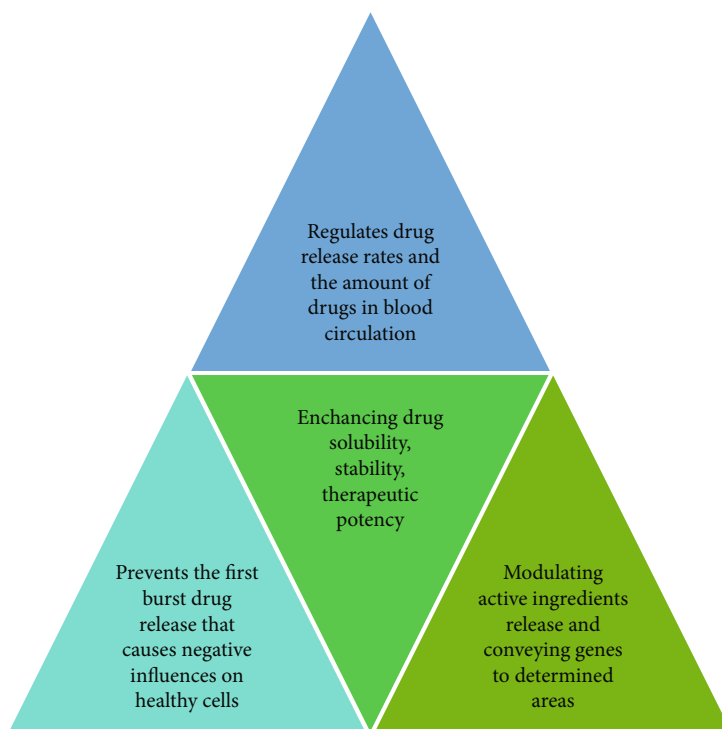 Regulates drug
release rates and
the amount of
drugs in blood
circulation
Enchancing drug
solubility,
stability,
therapeutic
potency
Prevents the first
burst drug
release that
causes negative
influences on
healthy cells
Modulating
active ingredients
release and
conveying genes
to determined
areas